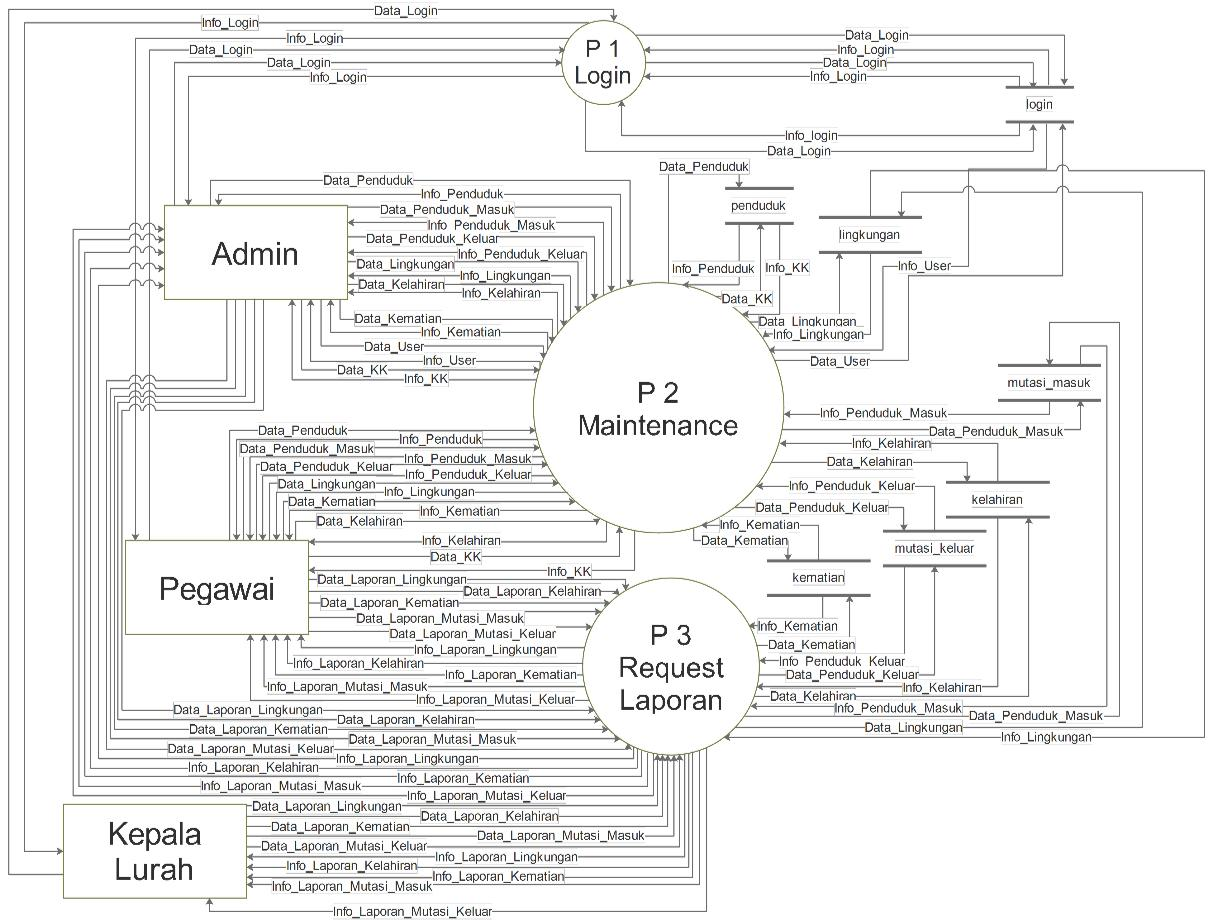 Data_Login
Info_Login
Info_Login
Data_Login
Data_Login
Info_Login
P 1
Login
Data_Login
Info_Login
Data_Login
Info_Login
login
Info_login
Data_Login
Data_Penduduk
Info_Penduduk
Data_Penduduk_Masuk
Info_Penduduk_Masuk
Data_Penduduk_Keluar
Info_Penduduk_Keluar
Data_Lingkungan
Info_Lingkungan
Data_Kelahiran
Info_Kelahiran
Admin
Data_Kematian
Info_Kematian
Data_User
Info_User
Data_KK
Info_KK
Data_Penduduk
penduduk
Info_Penduduk
Info_KK
Data_KK
lingkungan
Info_User
Data_Lingkungan
Info_Lingkungan
Data_User
P 2
Maintenance
mutasi_masuk
Info_Penduduk_Masuk
Data_Penduduk_Masuk
Info_Kelahiran
Data_Kelahiran
kelahiran
Info_Penduduk_Keluar
Data_Penduduk_Keluar
mutasi_keluar
Info_Kematian
Data_Kematian
kematian
Data_Penduduk
Info_Penduduk
Data_Penduduk_Masuk
Info_Penduduk_Masuk
Data_Penduduk_Keluar
Info_Penduduk_Keluar
Data_Lingkungan
Info_Lingkungan
Data_Kematian
Info_Kematian
Data_Kelahiran
Info_Kelahiran
Data_KK
Info_KK
Pegawai
Data_Laporan_Lingkungan
Data_Laporan_Kelahiran
Data_Laporan_Kematian
Data_Laporan_Mutasi_Masuk
Data_Laporan_Mutasi_Keluar
Info_Laporan_Lingkungan
Info_Laporan_Kelahiran
Info_Laporan_Kematian
Info_Laporan_Mutasi_Masuk
Info_Laporan_Mutasi_Keluar
P 3
Request
Laporan
Info_Kematian
Data_Kematian
Info_Penduduk_Keluar
Data_Penduduk_Keluar
Info_Kelahiran
Data_Kelahiran
Info_Penduduk_Masuk
Data_Penduduk_Masuk
Data_Lingkungan
Info_Lingkungan
Data_Laporan_Lingkungan
Data_Laporan_Kelahiran
Data_Laporan_Kematian
Data_Laporan_Mutasi_Masuk
Data_Laporan_Mutasi_Keluar
Info_Laporan_Lingkungan
Info_Laporan_Kelahiran
Info_Laporan_Kematian
Info_Laporan_Mutasi_Masuk
Info_Laporan_Mutasi_Keluar
Kepala
Lurah
Data_Laporan_Lingkungan
Data_Laporan_Kelahiran
Data_Laporan_Kematian
Data_Laporan_Mutasi_Masuk
Data_Laporan_Mutasi_Keluar
Info_Laporan_Lingkungan
Info_Laporan_Kelahiran
Info_Laporan_Kematian
Info_Laporan_Mutasi_Masuk
Info_Laporan_Mutasi_Keluar